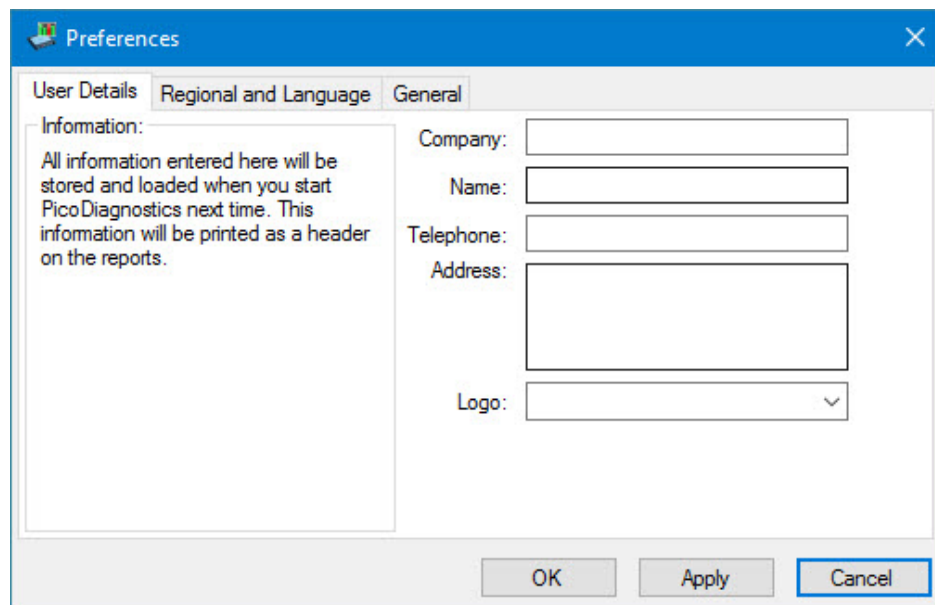 Preferences
User Details
Regional and Language
General
Information:
All information entered here will be
stored and loaded when you start
PicoDiagnostics next time. This
information will be printed as a header
on the reports.
Company:
Name:
Telephone:
Address:
Logo:
OK
Apply
Cancel